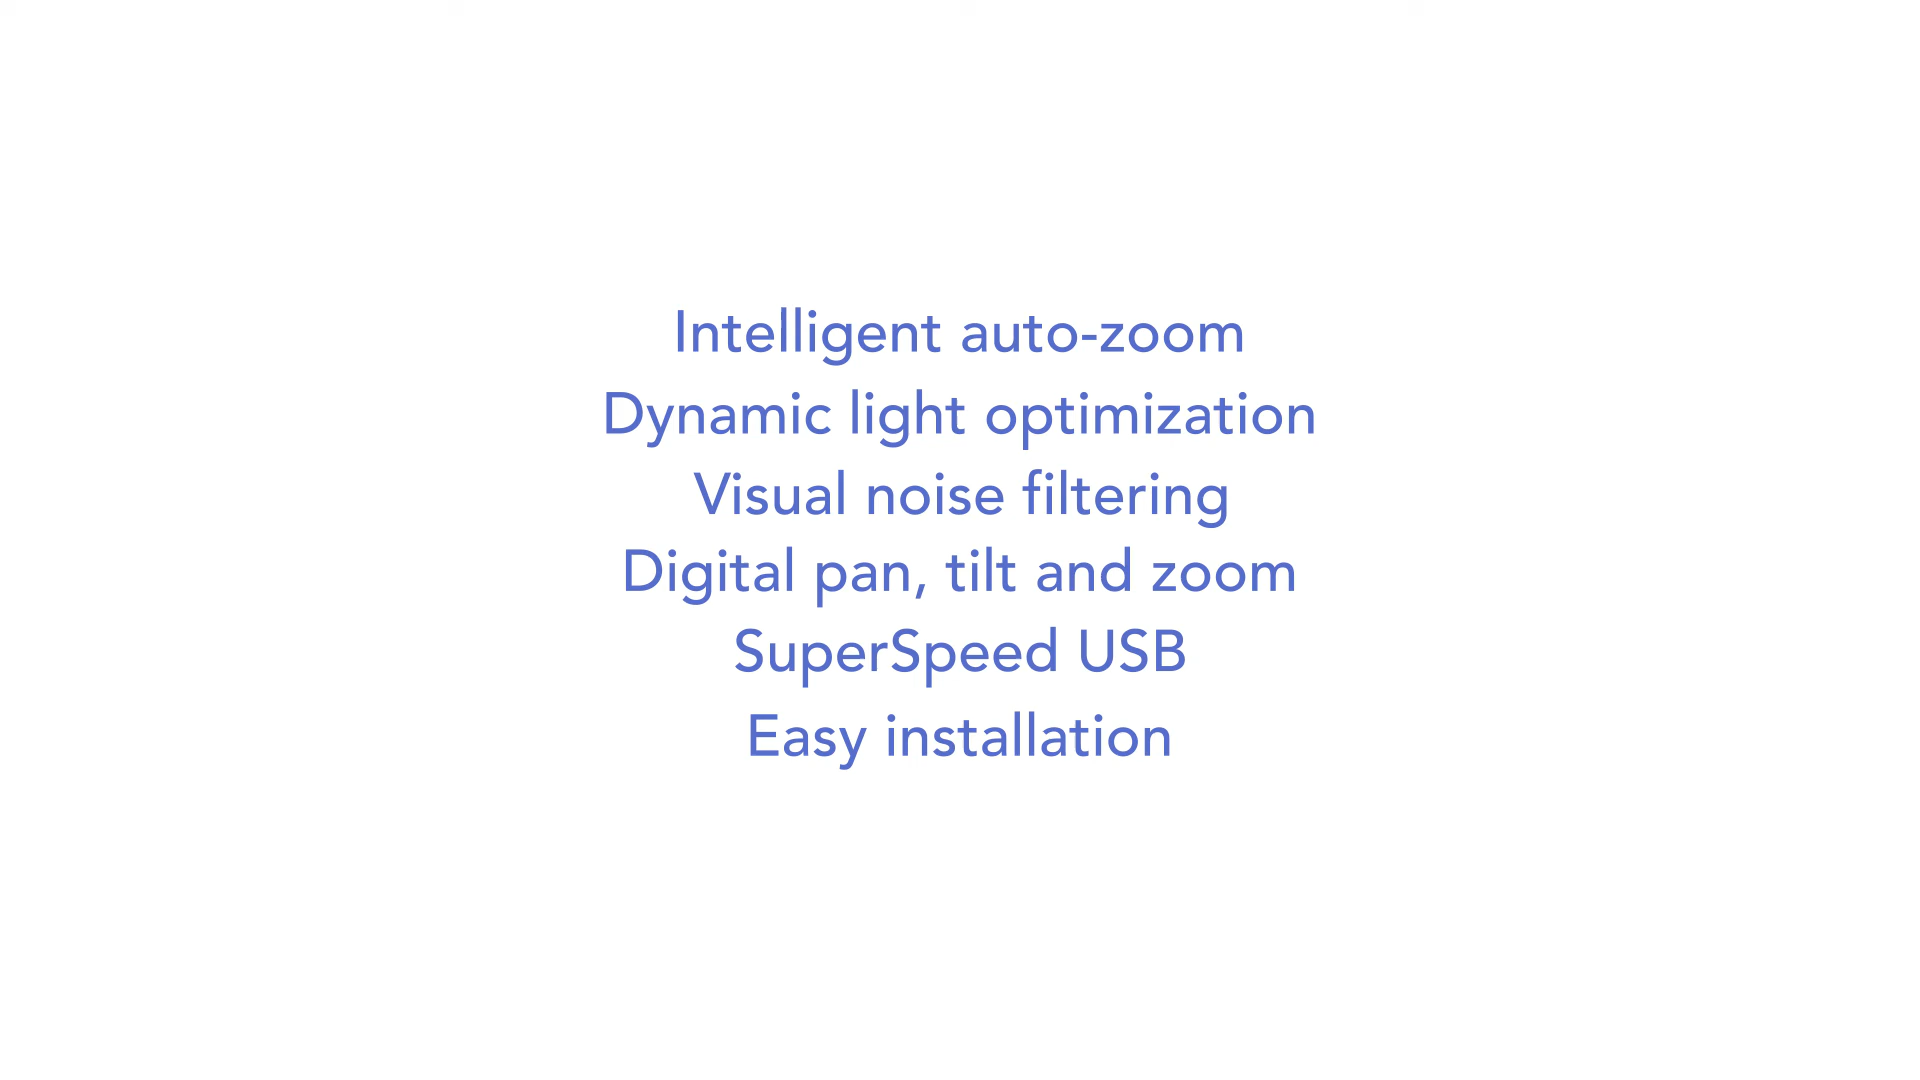 Intelligent auto-zoom
Dynamic light optimization
Visual noise filtering
Digital pan, tilt and zoom
SuperSpeed USB
Easy installation